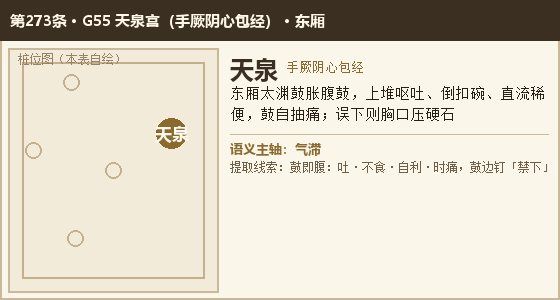 第273条·G55 天泉宫（手厥阴心包经）·东厢
桩位图（本表自绘）
天泉
天泉 手厥阴心包经
东厢太渊鼓胀腹鼓，上堆呕吐、倒扣碗、直流稀
便，鼓自抽痛；误下则胸口压硬石
语义主轴：气滞
提取线索：鼓即腹：吐·不食·自利·时痛，鼓边钉「禁下」